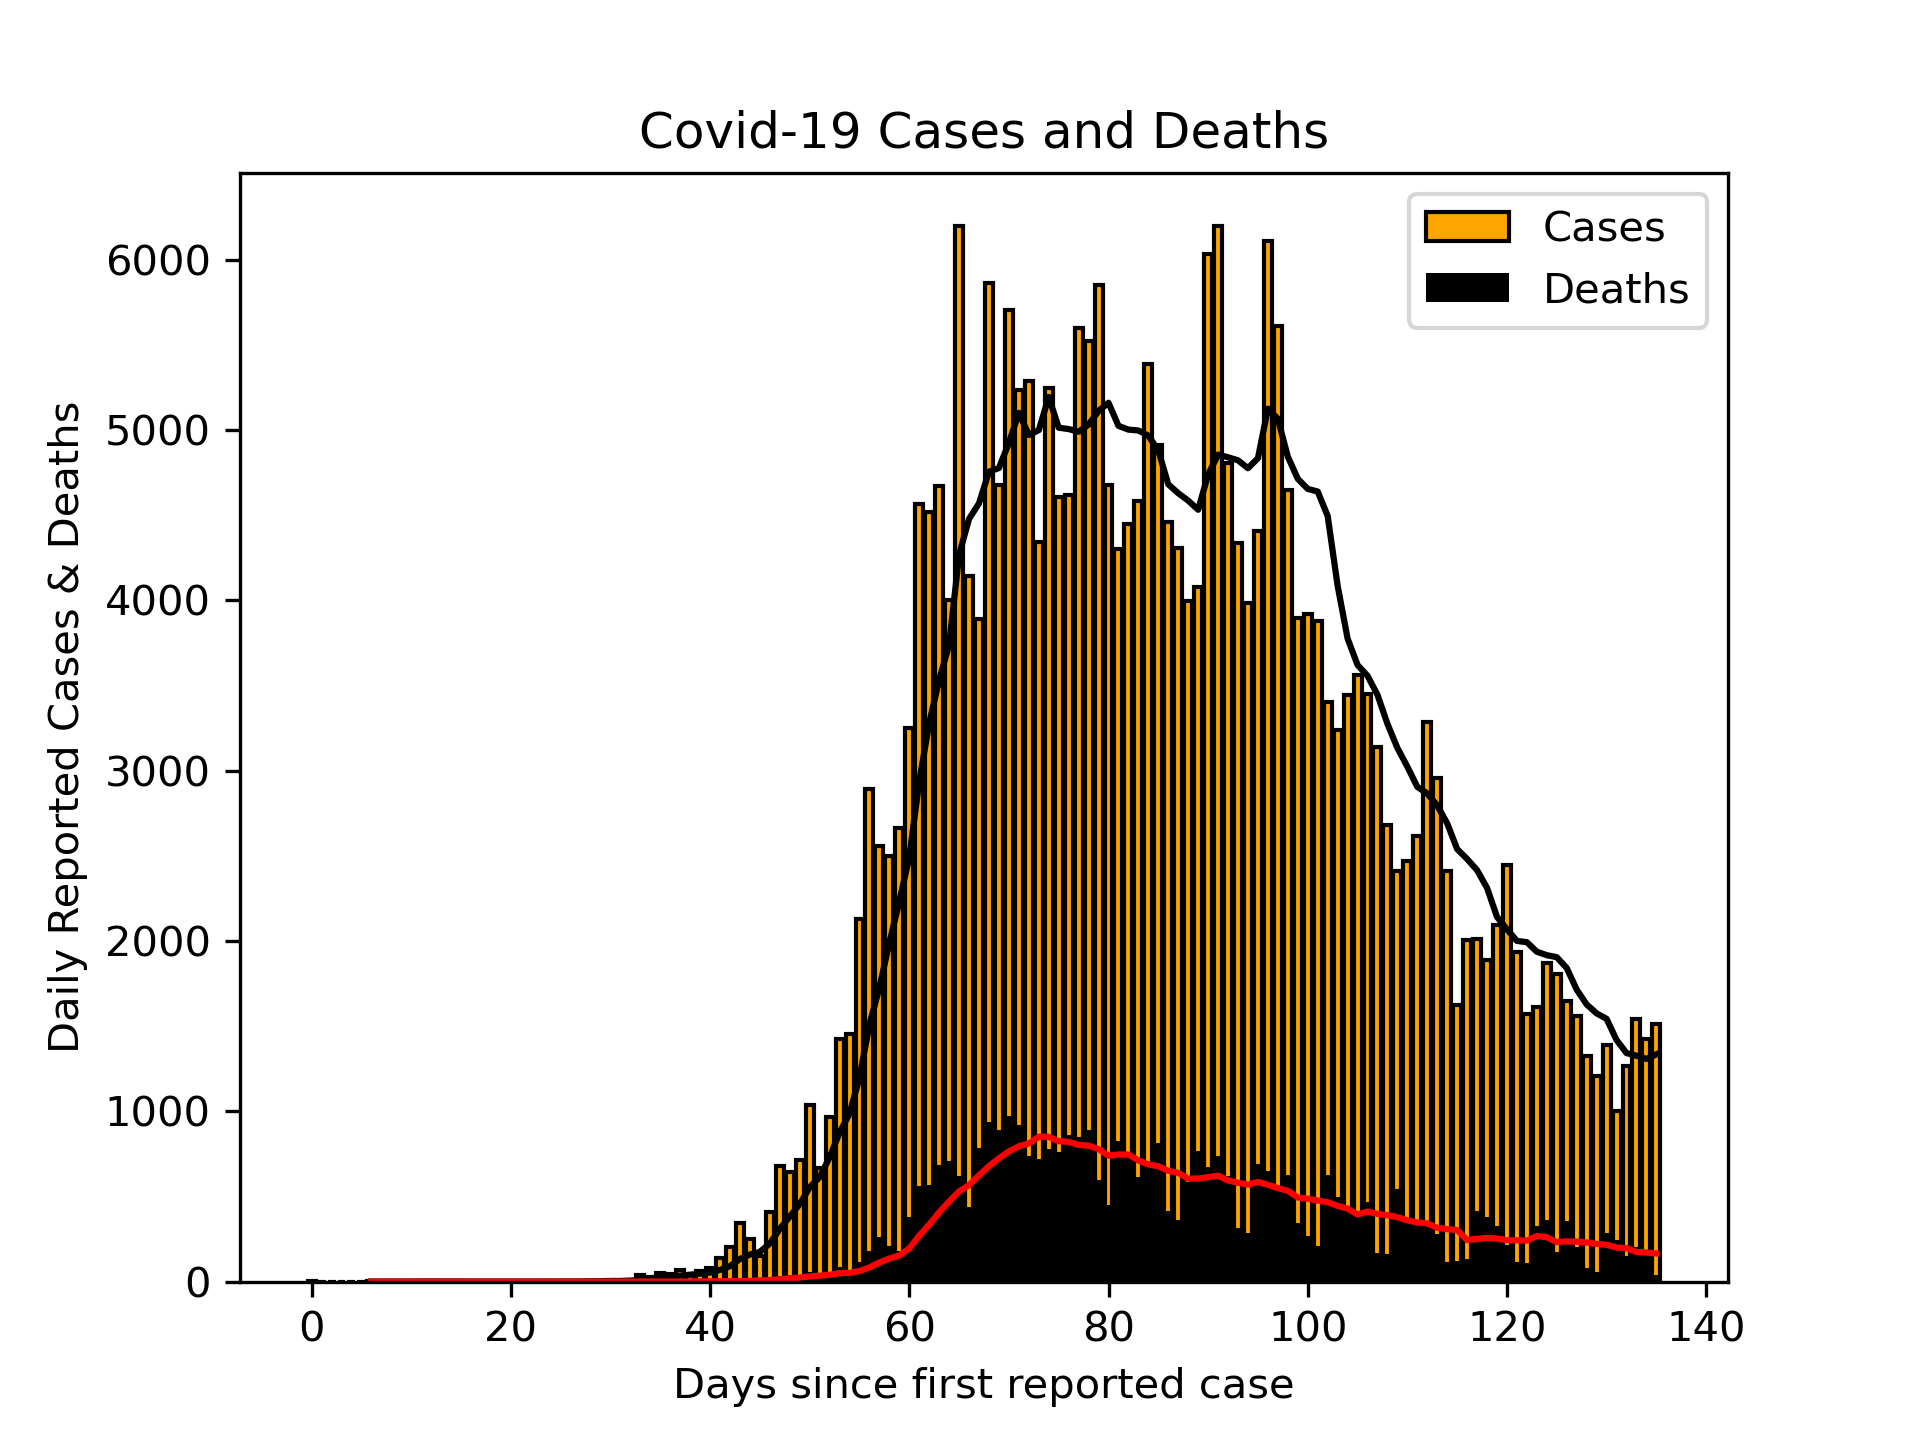 Covid-19 Cases and Deaths
Cases
Deaths
Daily Reported Cases & Deaths
6000
5000
4000
3000
2000
1000
0
0 20 40 60 80 100 120 140
Days since first reported case